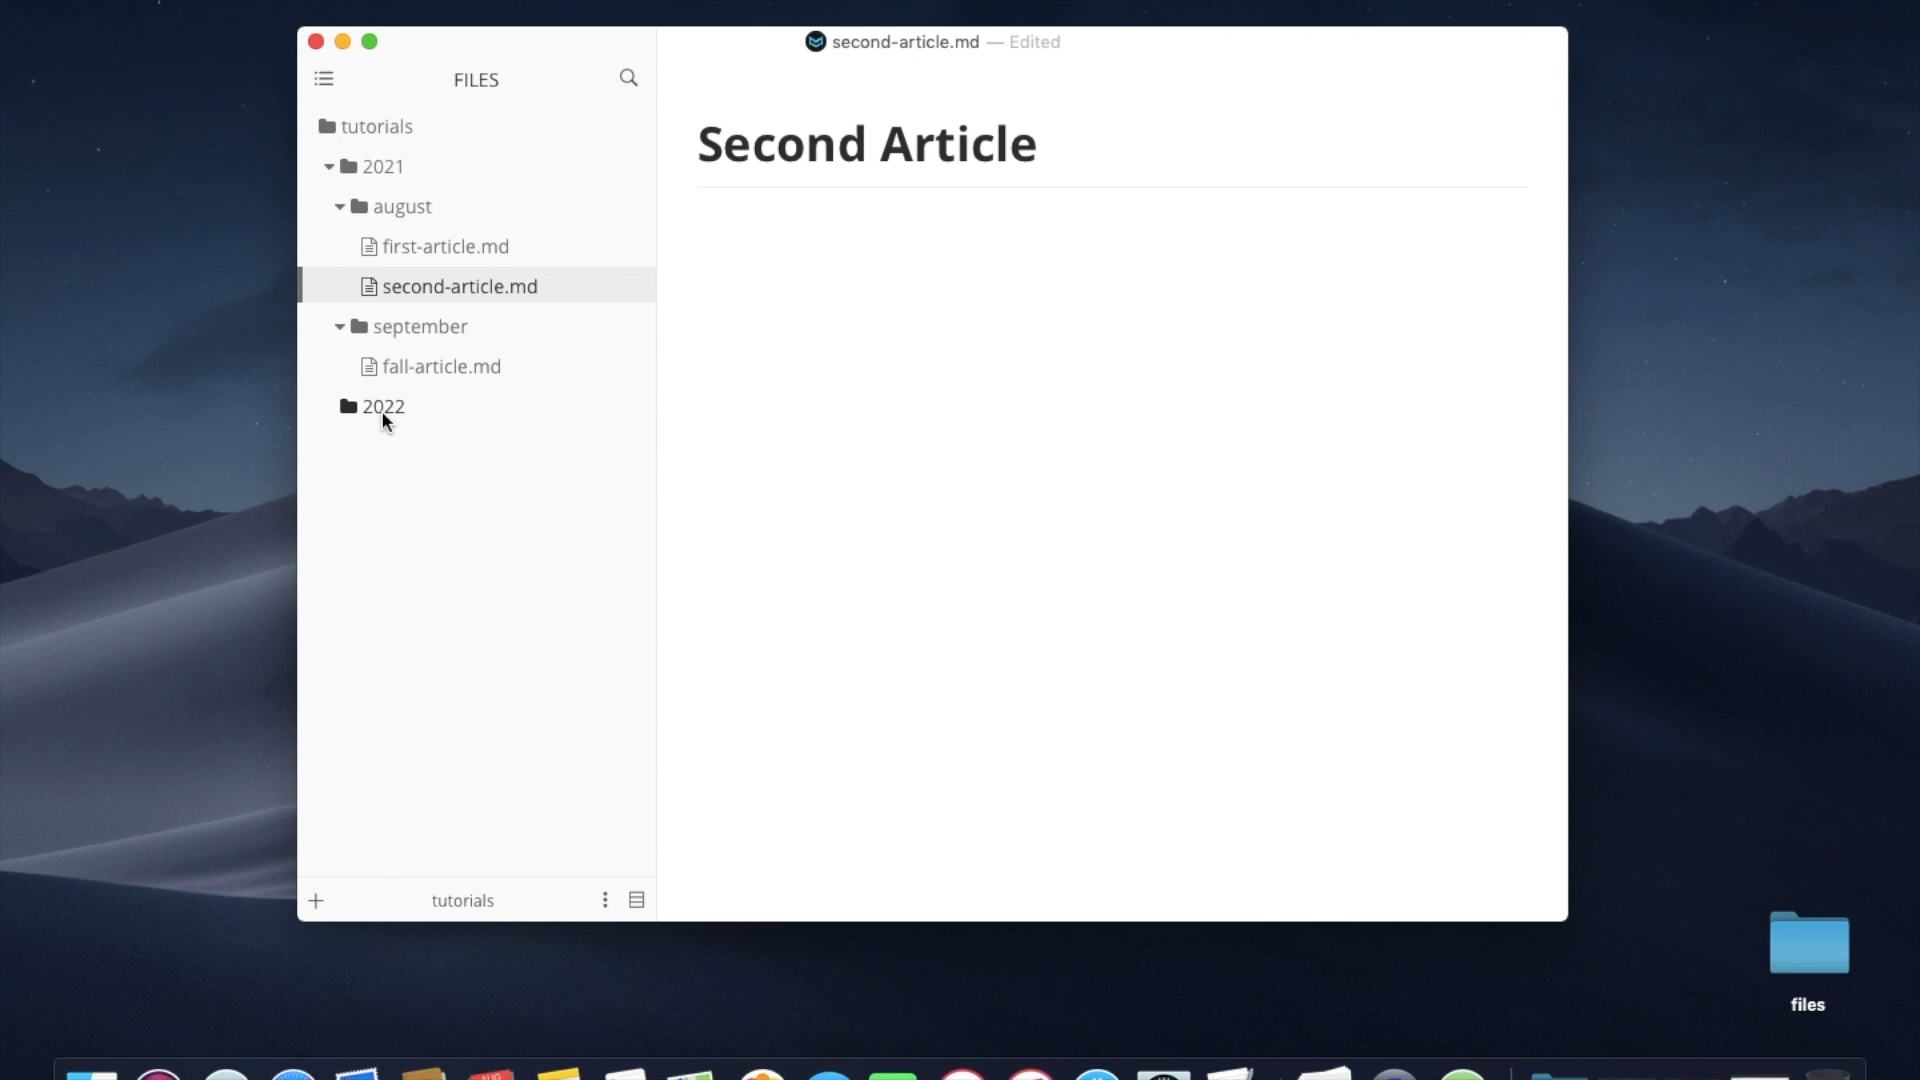 second-article.md — Edited
FILES
tutorials
2021
august
first-article.md
second-article.md
september
fall-article.md
2022
tutorials
Second Article
files
AUG